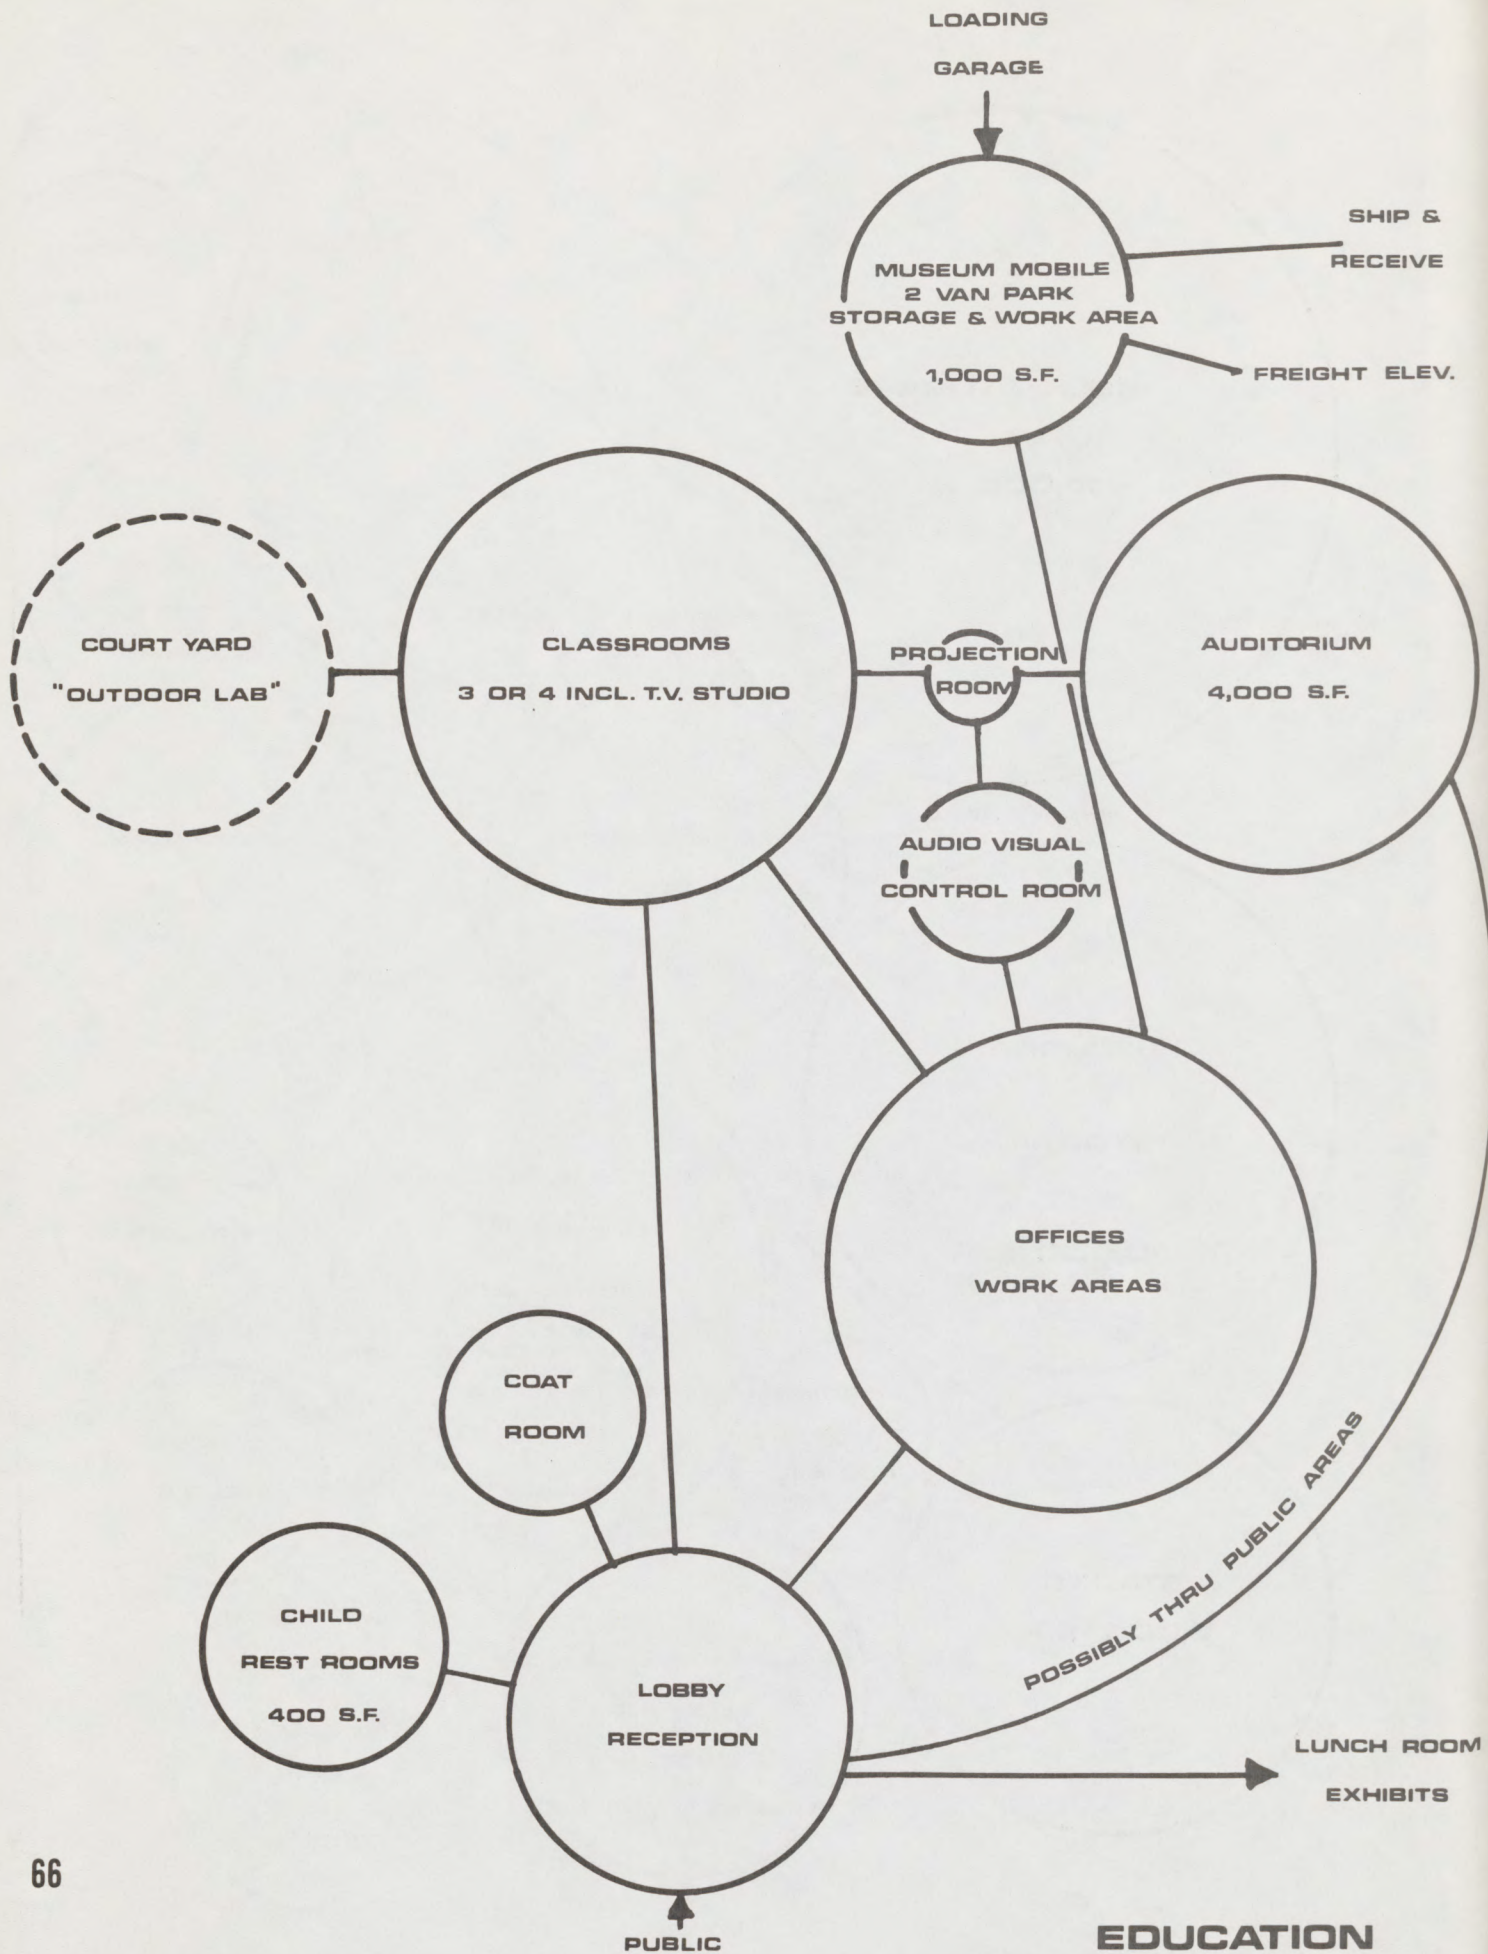 LOADING
GARAGE
SHIP &
RECEIVE
MUSEUM MOBILE
2 VAN PARK
STORAGE & WORK AREA
1,000 S.F.
FREIGHT ELEV.
COURT YARD
"OUTDOOR LAB"
CLASSROOMS
3 OR 4 INCL. T.V. STUDIO
PROJECTION
ROOM
AUDITORIUM
4,000 S.F.
AUDIO VISUAL
CONTROL ROOM
OFFICES
WORK AREAS
COAT
ROOM
CHILD
REST ROOMS
400 S.F.
LOBBY
RECEPTION
POSSIBLY THRU PUBLIC AREAS
LUNCH ROOM
EXHIBITS
66
PUBLIC
EDUCATION